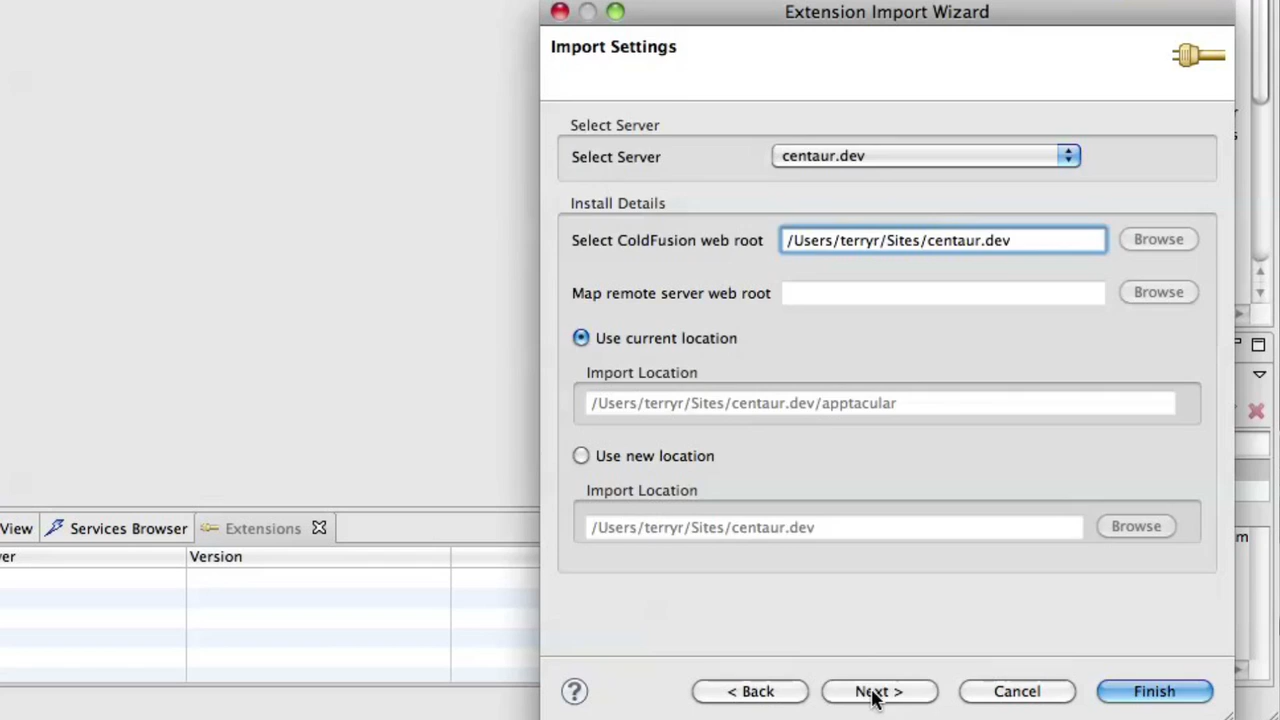 Extension Import Wizard
Import Settings
Select Server
Select Server centaur.dev
Install Details
Select ColdFusion web root /Users/terryr/Sites/centaur.dev Browse
Map remote server web root Browse
Use current location
Import Location
/Users/terryr/Sites/centaur.dev/apptacular
Use new location
Import Location
/Users/terryr/Sites/centaur.dev Browse
View Services Browser Extensions
er Version
m
? < Back Next > Cancel Finish